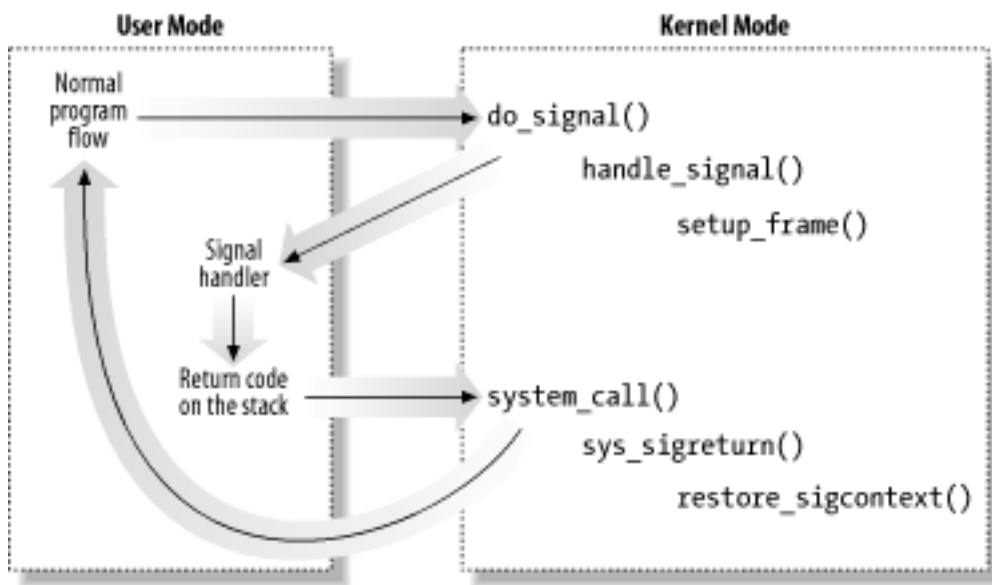 User Mode
Kernel Mode
Normal
program
flow
do_signal()
handle_signal()
setup_frame()
Signal
handler
Return code
on the stack
system_call()
sys_sigreturn()
restore_sigcontext()